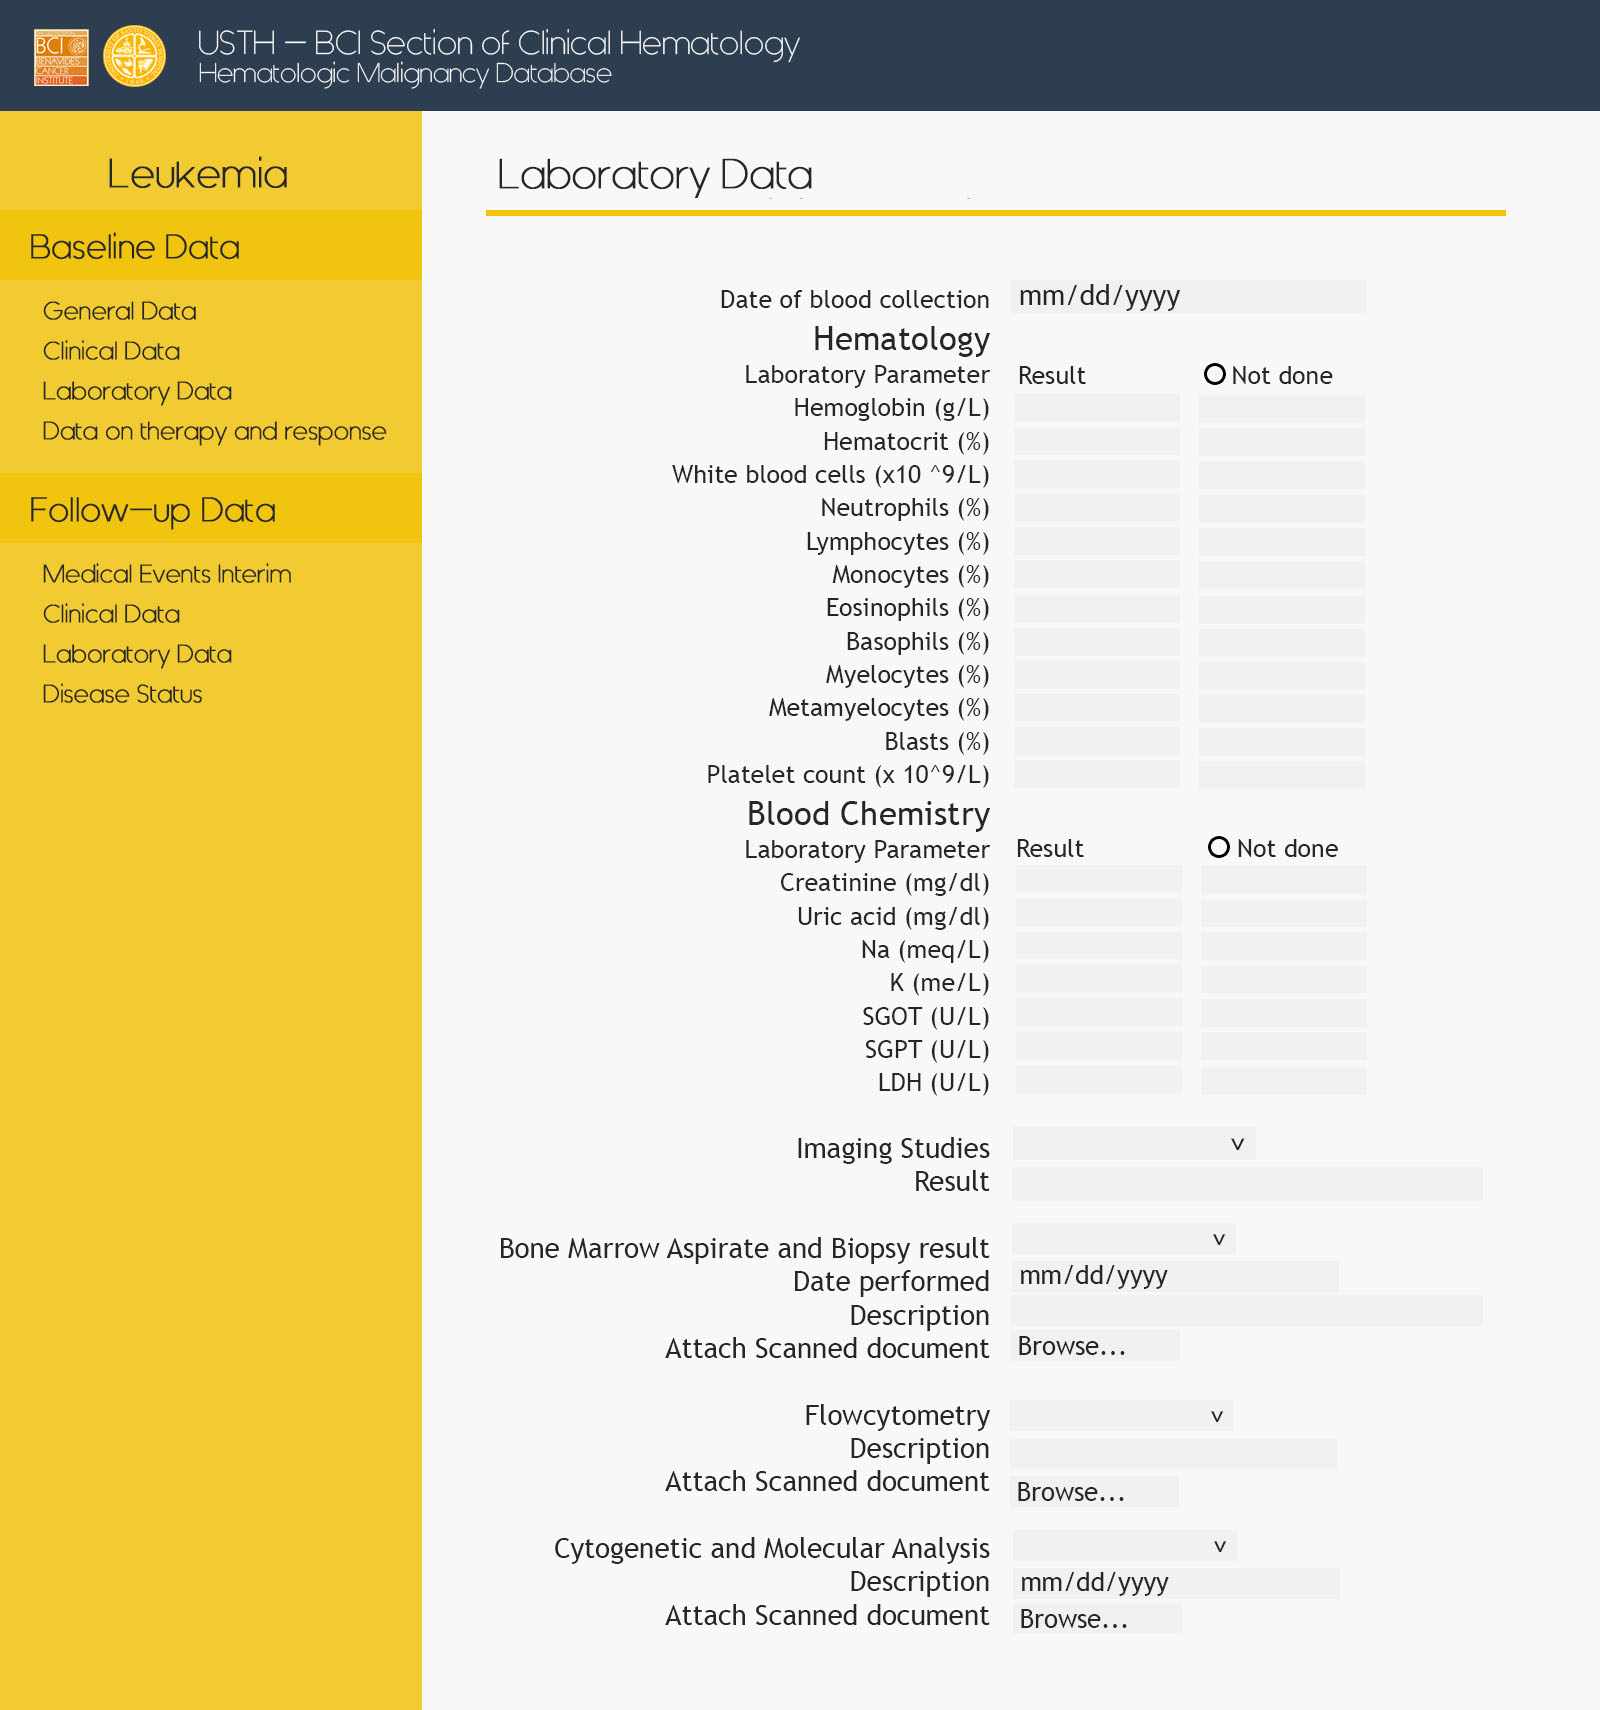 BCI
BENAVIDES
CANCER
INSTITUTE
USTH – BCI Section of Clinical Hematology
Hematologic Malignancy Database
Leukemia
Baseline Data
General Data
Clinical Data
Laboratory Data
Data on therapy and response
Follow-up Data
Medical Events Interim
Clinical Data
Laboratory Data
Disease Status
Laboratory Data
Date of blood collection mm/dd/yyyy
Hematology
Laboratory Parameter Result Not done
Hemoglobin (g/L)
Hematocrit (%)
White blood cells (x10 ^9/L)
Neutrophils (%)
Lymphocytes (%)
Monocytes (%)
Eosinophils (%)
Basophils (%)
Myelocytes (%)
Metamyelocytes (%)
Blasts (%)
Platelet count (x 10^9/L)
Blood Chemistry
Laboratory Parameter Result Not done
Creatinine (mg/dl)
Uric acid (mg/dl)
Na (meq/L)
K (me/L)
SGOT (U/L)
SGPT (U/L)
LDH (U/L)
Imaging Studies v
Result
Bone Marrow Aspirate and Biopsy result v
Date performed mm/dd/yyyy
Description
Attach Scanned document Browse...
Flowcytometry v
Description
Attach Scanned document Browse...
Cytogenetic and Molecular Analysis v
Description mm/dd/yyyy
Attach Scanned document Browse...